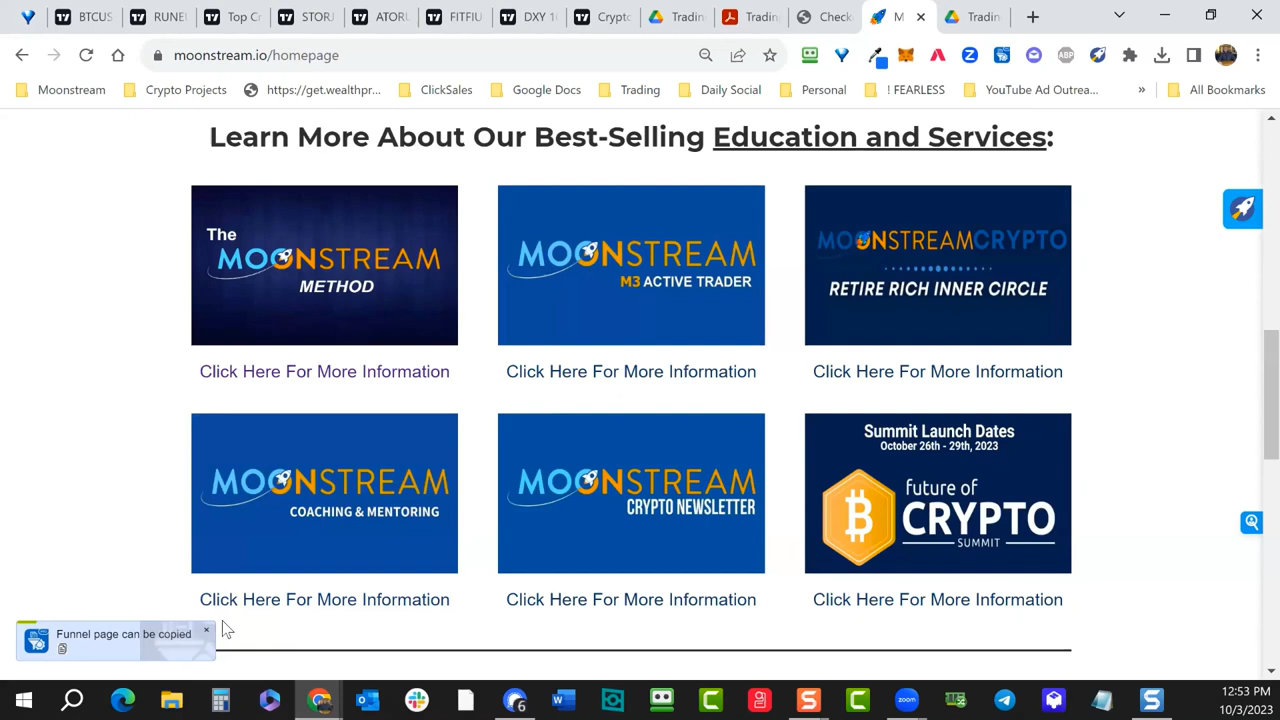 BTCUS
RUNE
Top C
STORJ
ATORU
FITFIU
DXY 1
Crypto
Trading
Trading
Check
M
Trading
moonstream.io/homepage
Moonstream
Crypto Projects
https://get.wealthpr...
ClickSales
Google Docs
Trading
Daily Social
Personal
! FEARLESS
YouTube Ad Outrea...
»
All Bookmarks
Learn More About Our Best-Selling Education and Services:
The
MOONSTREAM
METHOD
MOONSTREAM
M3 ACTIVE TRADER
MOONSTREAMCRYPTO
RETIRE RICH INNER CIRCLE
Click Here For More Information
Click Here For More Information
Click Here For More Information
MOONSTREAM
COACHING & MENTORING
MOONSTREAM
CRYPTO NEWSLETTER
Summit Launch Dates
October 26th - 29th, 2023
future of
CRYPTO
SUMMIT
Click Here For More Information
Click Here For More Information
Click Here For More Information
Funnel page can be copied
12:53 PM
10/3/2023